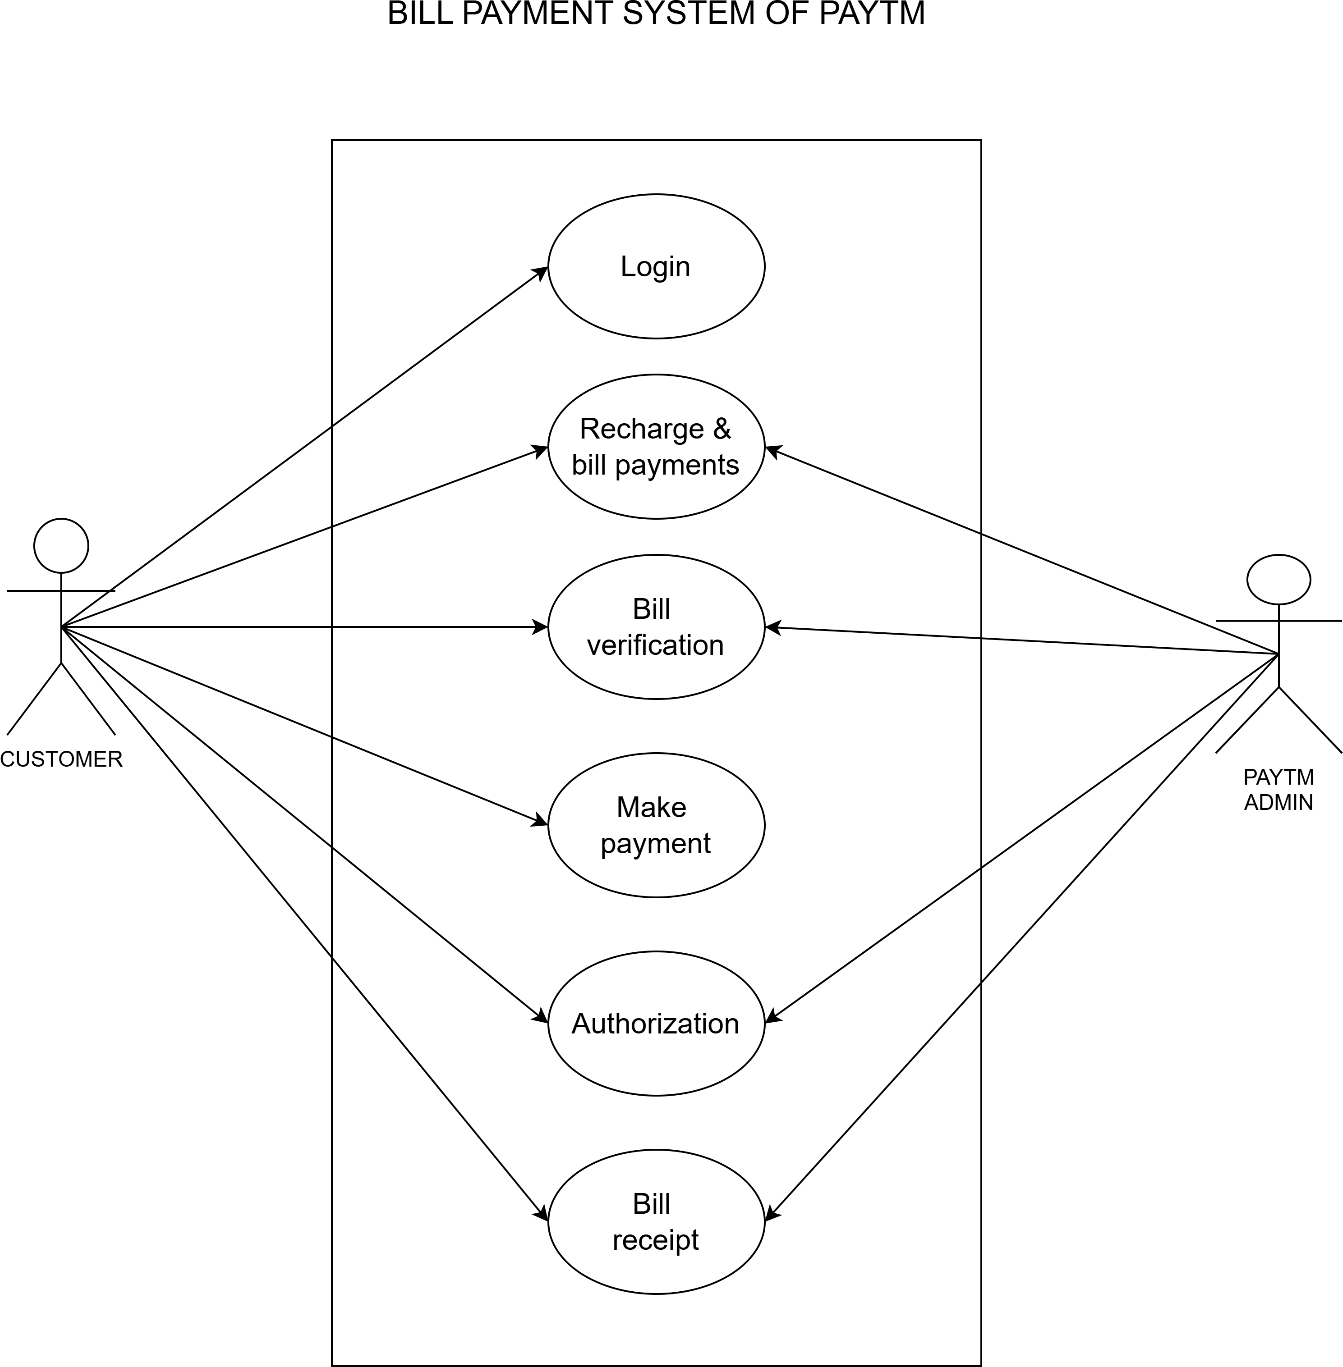 BILL PAYMENT SYSTEM OF PAYTM
Login
Recharge &
bill payments
Bill
verification
CUSTOMER
PAYTM
ADMIN
Make
payment
Authorization
Bill
receipt